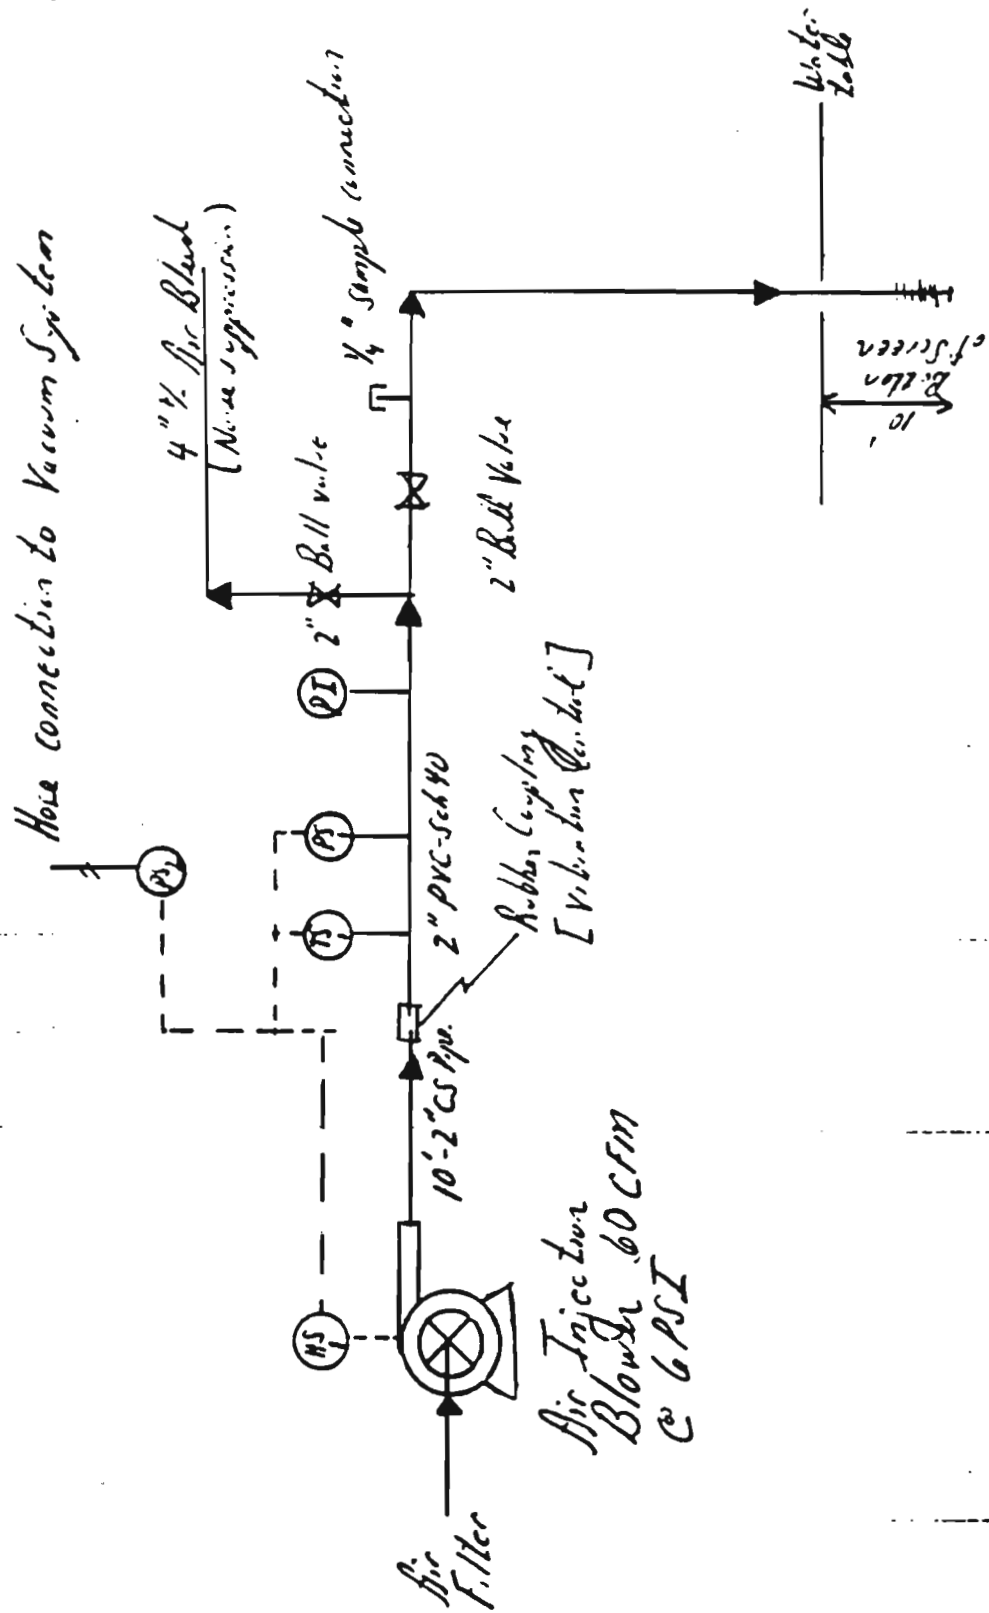 Hose connection to Vacuum System
4" Air Bleed
(Noise suppression)
1/4" sample connection
Water
table
2" Ball valve
2" Ball Valve
10'
Bottom
of Screen
PS
PI
PS
TS
HS
2" PVC-Sch 40
Rubber Coupling
[Vibration Control]
10'-2" CS Pipe
Air Injection
Blower 60 CFM
@ 6 PSI
Air
Filter